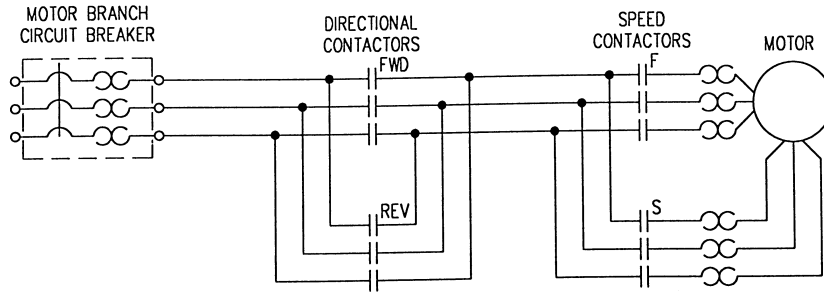 MOTOR BRANCH
CIRCUIT BREAKER
DIRECTIONAL
CONTACTORS
FWD
SPEED
CONTACTORS
F
MOTOR
REV
S